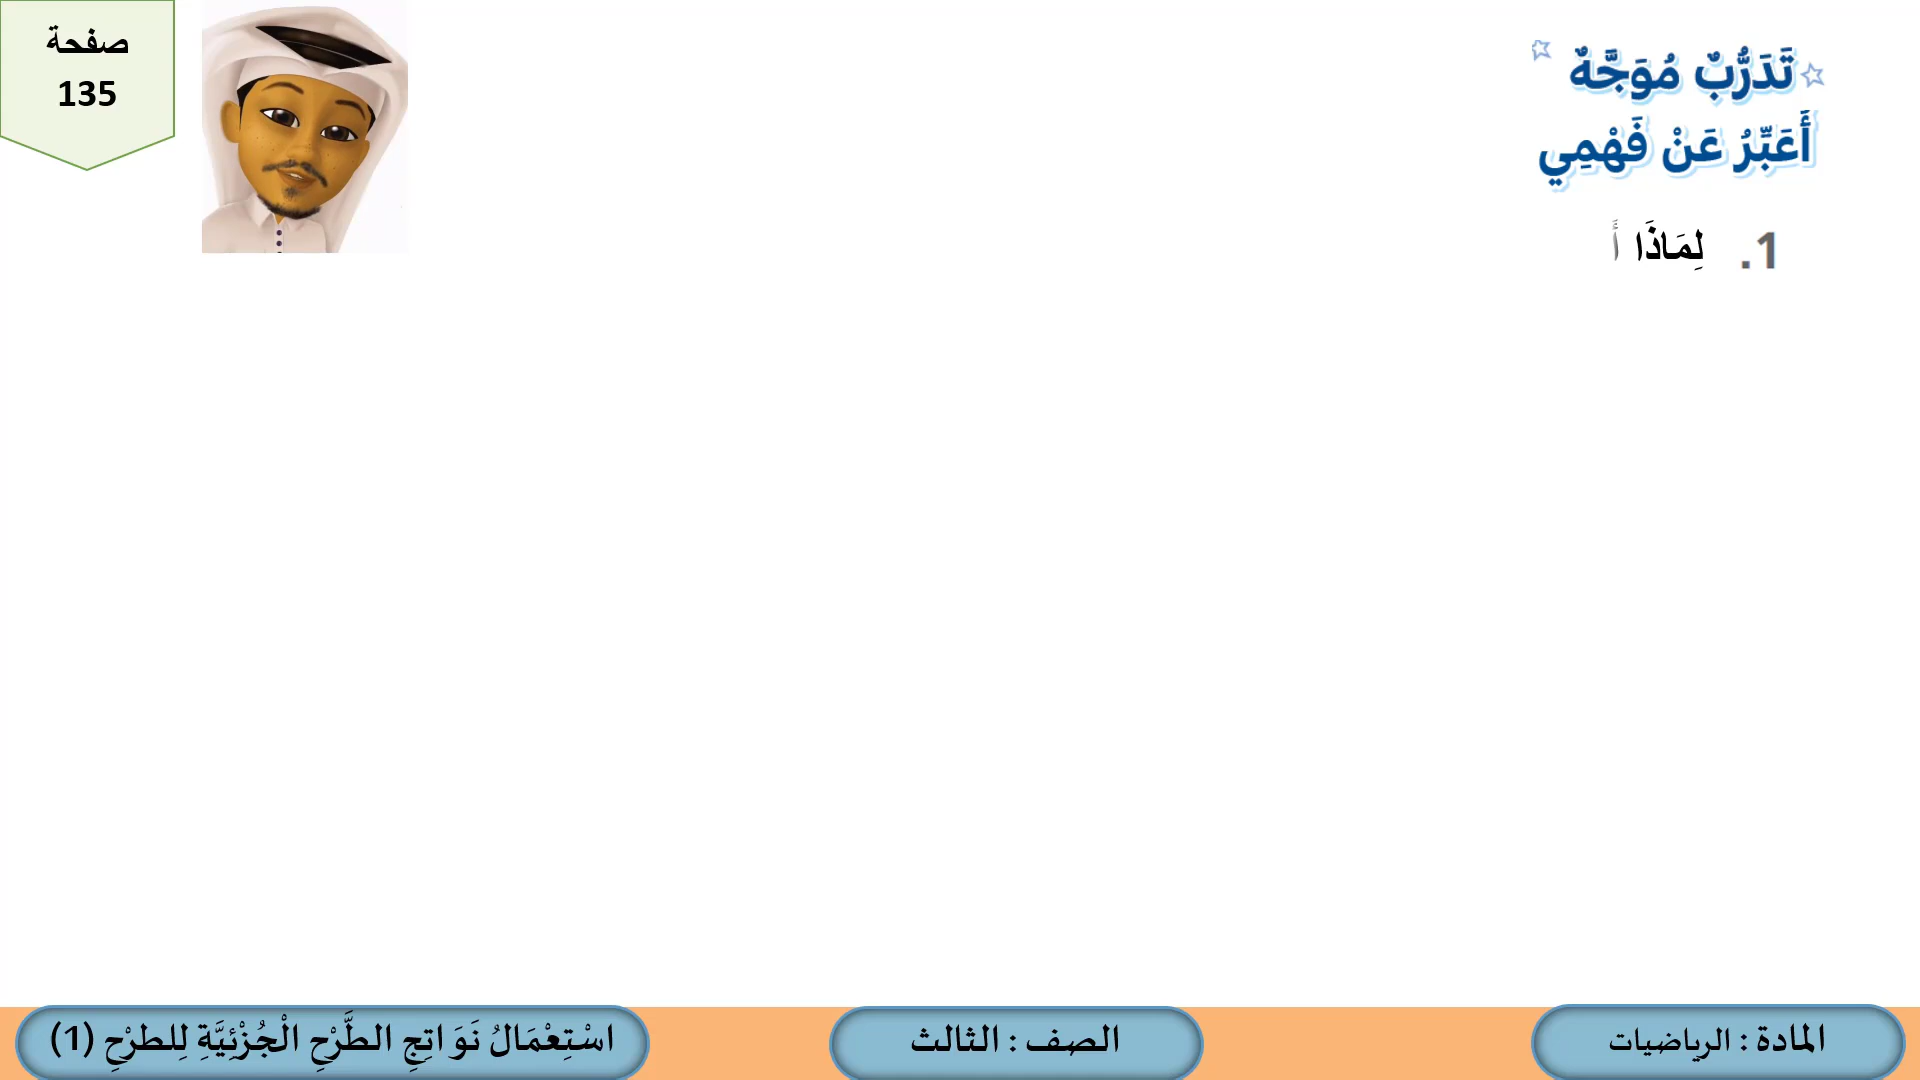 صفحة
135
تَدَرُّبٌ مُوَجَّهٌ
أَعَبِّرُ عَنْ فَهْمِي
1. لِمَاذَا أَ
المادة : الرياضيات
الصف : الثالث
اسْتِعْمَالُ نَوَاتِجِ الطَّرْحِ الْجُزْئِيَّةِ لِلطرْحِ (1)